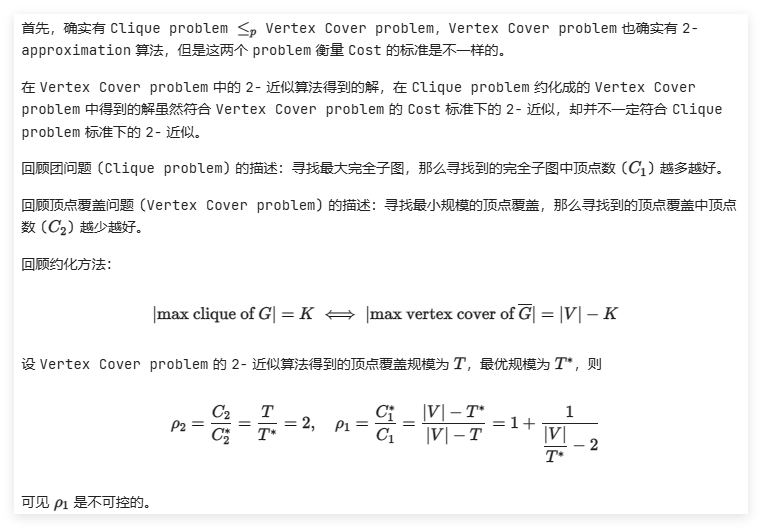 首先，确实有 Clique problem ≤ₚ Vertex Cover problem，Vertex Cover problem 也确实有 2-
approximation 算法，但是这两个 problem 衡量 Cost 的标准是不一样的。
在 Vertex Cover problem 中的 2- 近似算法得到的解，在 Clique problem 约化成的 Vertex Cover
problem 中得到的解虽然符合 Vertex Cover problem 的 Cost 标准下的 2- 近似，却并不一定符合 Clique
problem 标准下的 2- 近似。
回顾团问题（Clique problem）的描述：寻找最大完全子图，那么寻找到的完全子图中顶点数（$C_1$）越多越好。
回顾顶点覆盖问题（Vertex Cover problem）的描述：寻找最小规模的顶点覆盖，那么寻找到的顶点覆盖中顶点
数（$C_2$）越少越好。
回顾约化方法：
$|\text{max clique of } G| = K \iff |\text{max vertex cover of } \overline{G}| = |V| - K$
设 Vertex Cover problem 的 2- 近似算法得到的顶点覆盖规模为 $T$，最优规模为 $T^*$，则
$\rho_2 = \frac{C_2}{C_2^*} = \frac{T}{T^*} = 2, \quad \rho_1 = \frac{C_1^*}{C_1} = \frac{|V| - T^*}{|V| - T} = 1 + \frac{1}{\frac{|V|}{T^*} - 2}$
可见 $\rho_1$ 是不可控的。